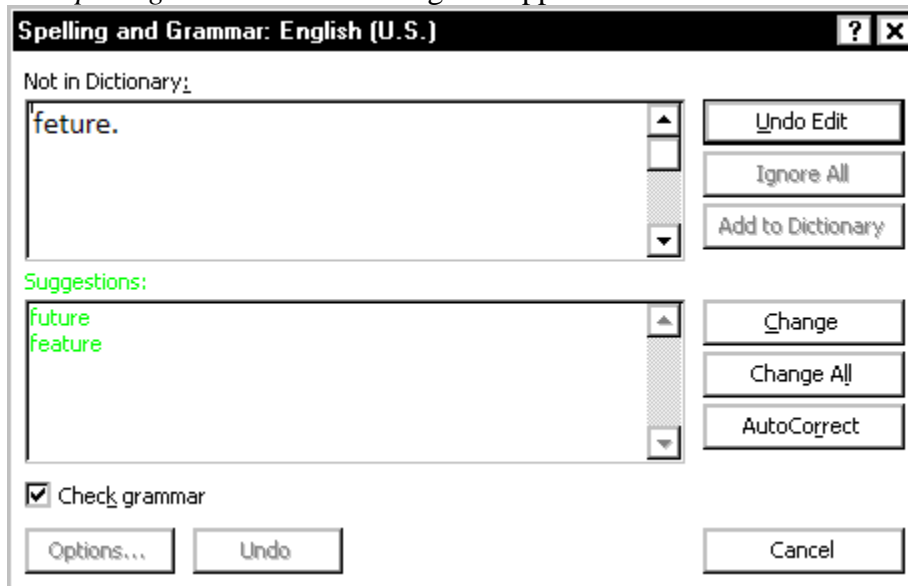 Spelling and Grammar: English (U.S.)
Not in Dictionary:
feture.
Undo Edit
Ignore All
Add to Dictionary
Suggestions:
future
feature
Change
Change All
AutoCorrect
Check grammar
Options...
Undo
Cancel